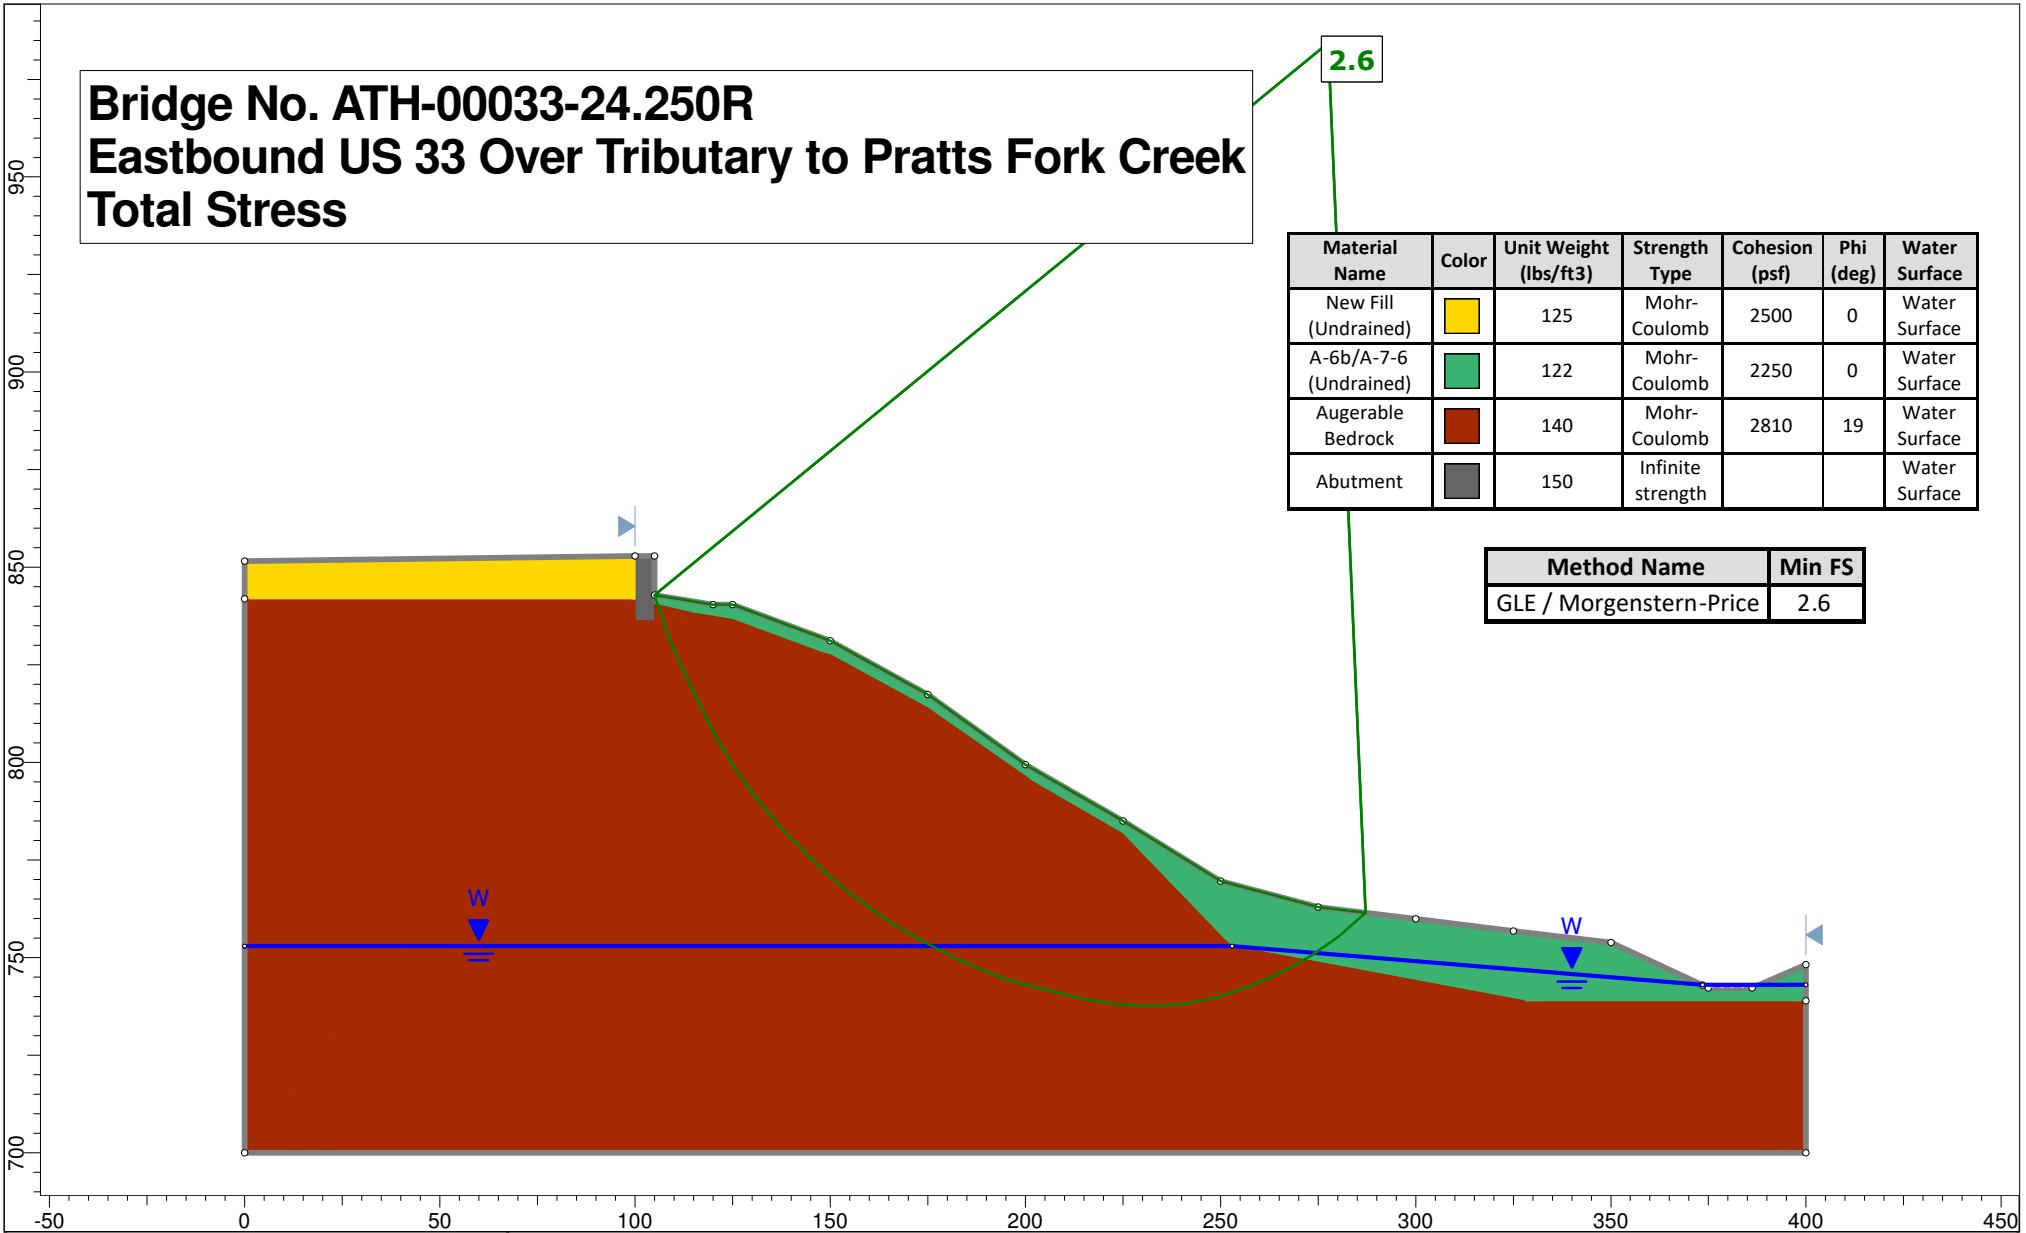 2.6
Bridge No. ATH-00033-24.250R
Eastbound US 33 Over Tributary to Pratts Fork Creek
Total Stress
Material Name Color Unit Weight (lbs/ft3) Strength Type Cohesion (psf) Phi (deg) Water Surface
New Fill (Undrained) 125 Mohr-Coulomb 2500 0 Water Surface
A-6b/A-7-6 (Undrained) 122 Mohr-Coulomb 2250 0 Water Surface
Augerable Bedrock 140 Mohr-Coulomb 2810 19 Water Surface
Abutment 150 Infinite strength Water Surface
Method Name Min FS
GLE / Morgenstern-Price 2.6
W
W
950
900
850
800
750
700
-50 0 50 100 150 200 250 300 350 400 450